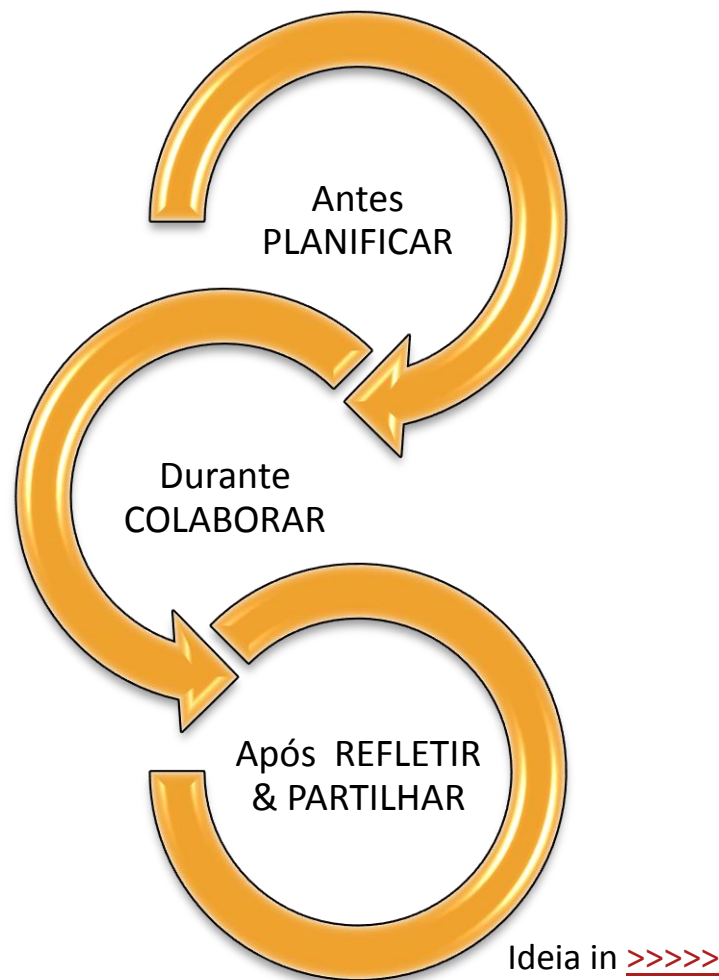 Antes
PLANIFICAR
Durante
COLABORAR
Após  REFLETIR
& PARTILHAR
Ideia in >>>>>